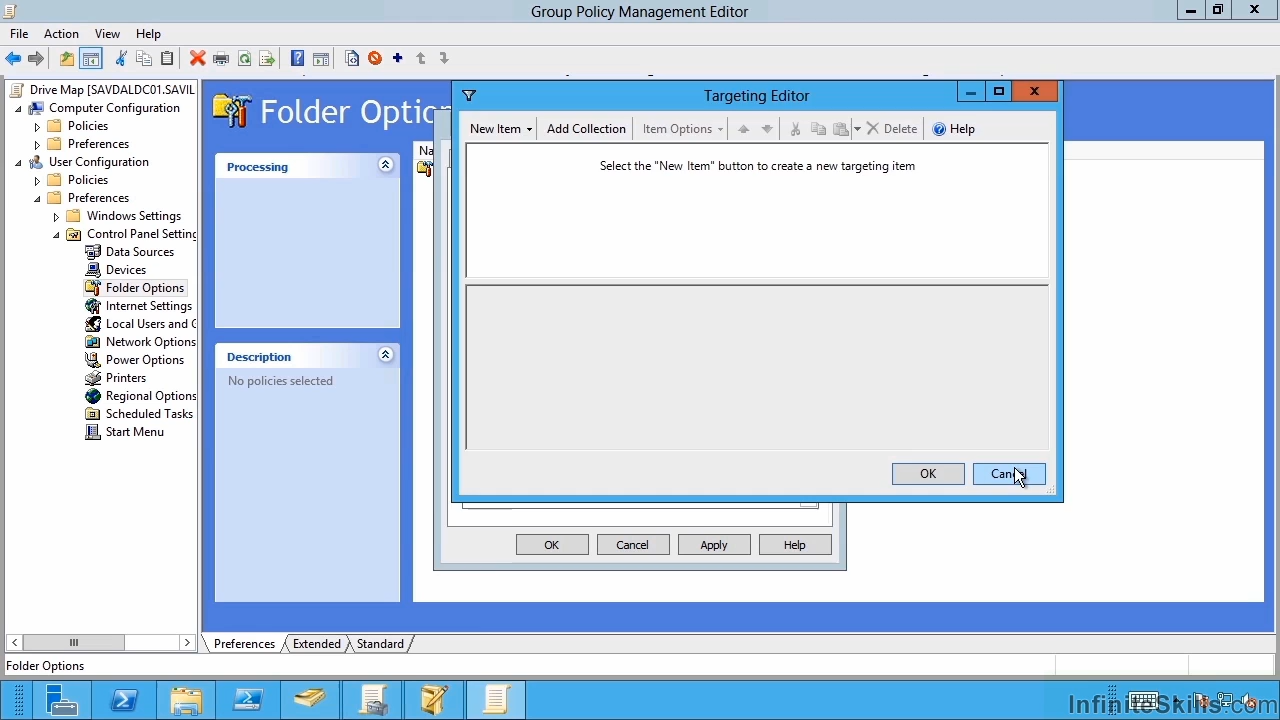 Group Policy Management Editor
File Action View Help
Drive Map [SAVDALDC01.SAVIL
Computer Configuration
Policies
Preferences
User Configuration
Policies
Preferences
Windows Settings
Control Panel Setting
Data Sources
Devices
Folder Options
Internet Settings
Local Users and G
Network Options
Power Options
Printers
Regional Options
Scheduled Tasks
Start Menu
Folder Optio
Processing
Description
No policies selected
Na
Targeting Editor
New Item Add Collection Item Options Delete Help
Select the "New Item" button to create a new targeting item
OK Cancel
OK Cancel Apply Help
Preferences Extended Standard
Folder Options
InfiniteSkills.com